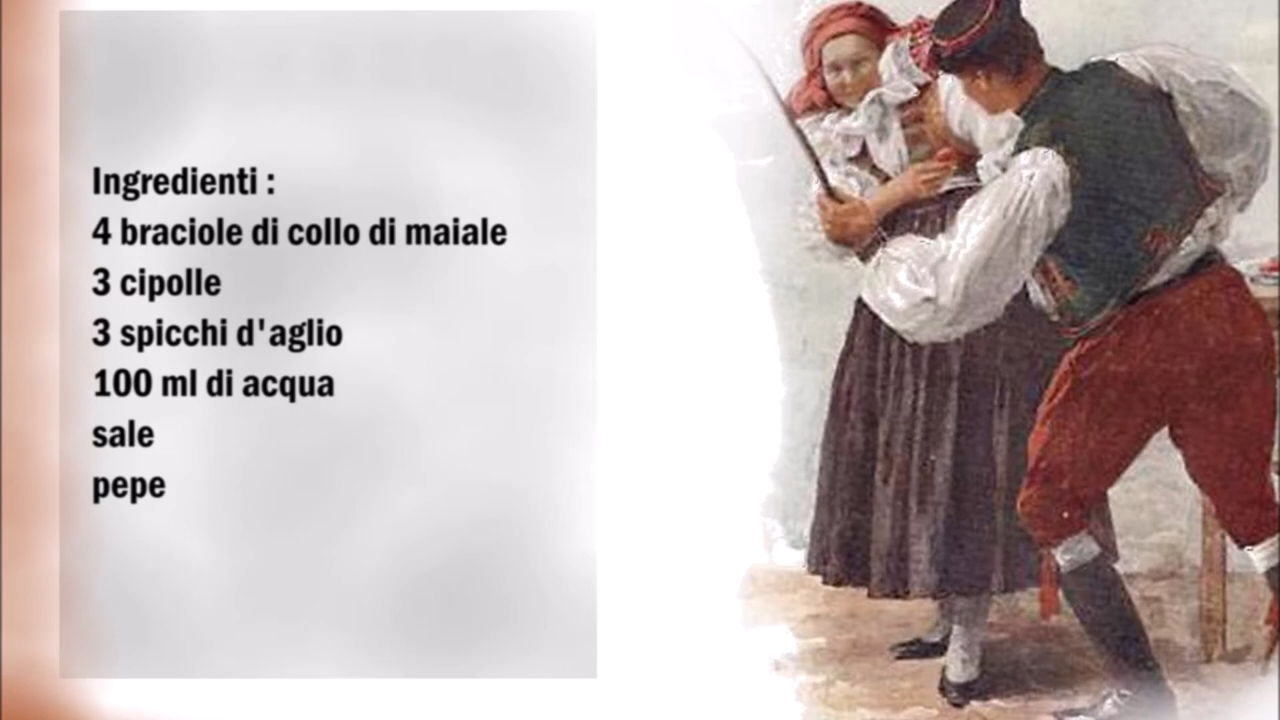 Ingredienti :
4 braciole di collo di maiale
3 cipolle
3 spicchi d'aglio
100 ml di acqua
sale
pepe